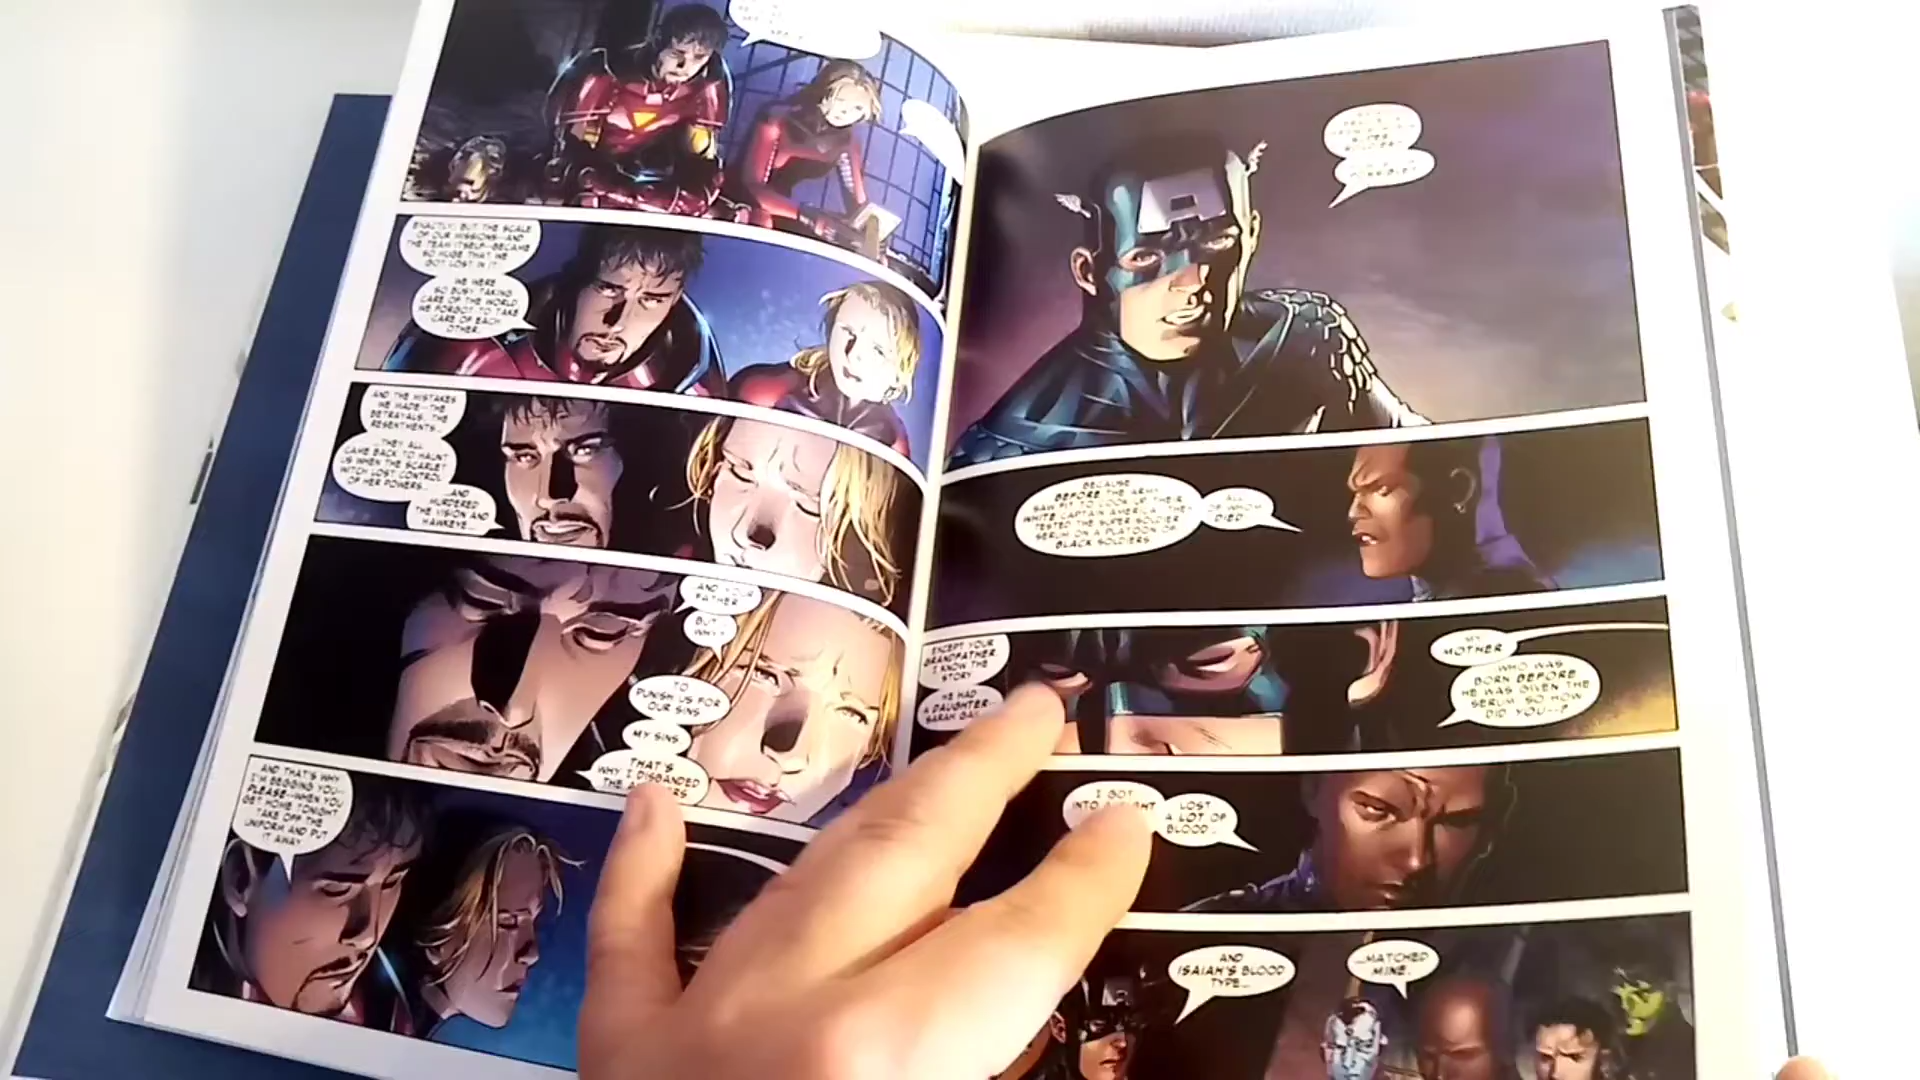 EXACTLY! BUT THE SCALE
OF OUR MISSIONS--AND
THE TEAM ITSELF--BECAME
SO HUGE THAT WE
GOT LOST IN IT.
WE WERE
SO BUSY TAKING
CARE OF THE WORLD
WE FORGOT TO TAKE
CARE OF EACH
OTHER.
AND THE MISTAKES
WE MADE--THE
BETRAYALS, THE
RESENTMENTS...
...THEY ALL
CAME BACK TO HAUNT
US WHEN THE SCARLET
WITCH LOST CONTROL
OF HER POWERS...
...AND
MURDERED
THE VISION AND
HAWKEYE...
AND YOUR
FATHER
BUT
WHY?
TO
PUNISH US FOR
OUR SINS
MY SINS
THAT'S
WHY I DISBANDED
THE
AND THAT'S WHY
I'M BEGGING YOU--
PLEASE--WHEN YOU
GET HOME TONIGHT
TAKE OFF THE
UNIFORM AND PUT
IT AWAY
BECAUSE
BEFORE THE ARMY
SAW FIT TO COOK UP THEIR
WHITE CAPTAIN AMERICA, THEY
TESTED THE SUPER SOLDIER
SERUM ON A PLATOON OF
BLACK SOLDIERS
ALL
OF WHOM
DIED
EXCEPT YOUR
GRANDFATHER.
I KNOW THE
STORY
HE HAD
A DAUGHTER--
SARAH
MY
MOTHER
WHO WAS
BORN BEFORE
HE WAS GIVEN THE
SERUM SO HOW
DID YOU--?
I GOT
INTO A
LOST
A LOT OF
BLOOD...
AND
ISAIAH'S BLOOD
TYPE...
...MATCHED
MINE.